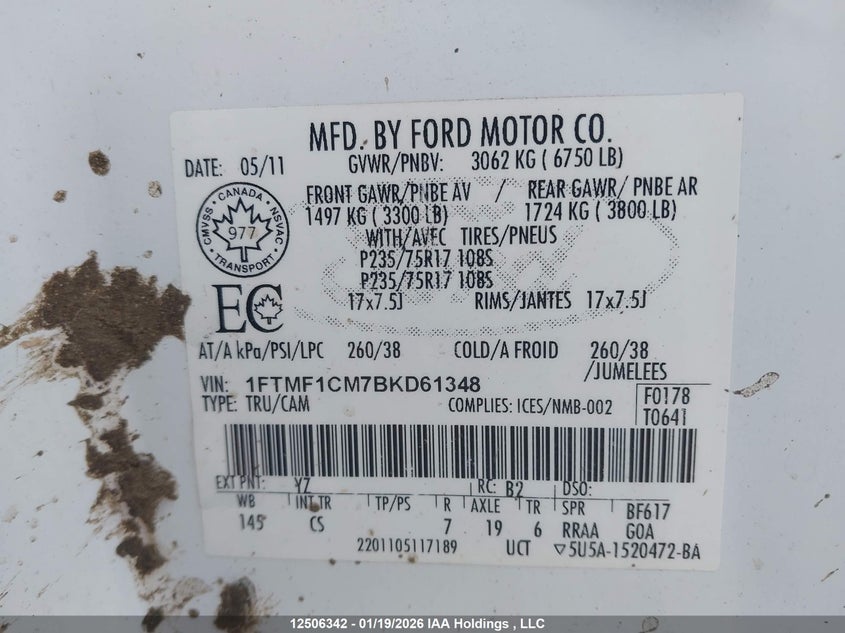 MFD. BY FORD MOTOR CO.
DATE: 05/11 GVWR/PNBV: 3062 KG ( 6750 LB)
FRONT GAWR/PNBE AV / REAR GAWR/ PNBE AR
1497 KG ( 3300 LB) 1724 KG ( 3800 LB)
WITH/AVEC TIRES/PNEUS
P235/75R17 108S
P235/75R17 108S
17x7.5J RIMS/JANTES 17x7.5J
CANADA
CMVSS NSVAC
977
TRANSPORT
EC
AT/A kPa/PSI/LPC 260/38 COLD/A FROID 260/38
/JUMELEES
VIN: 1FTMF1CM7BKD61348
TYPE: TRU/CAM COMPLIES: ICES/NMB-002
F0178
T0641
EXT PNT: YZ RC: B2 DSO:
WB INT TR TP/PS R AXLE TR SPR BF617
145 CS 7 19 6 RRAA GOA
2201105117189 UCT ▽5U5A-1520472-BA
12506342 - 01/19/2026 IAA Holdings , LLC